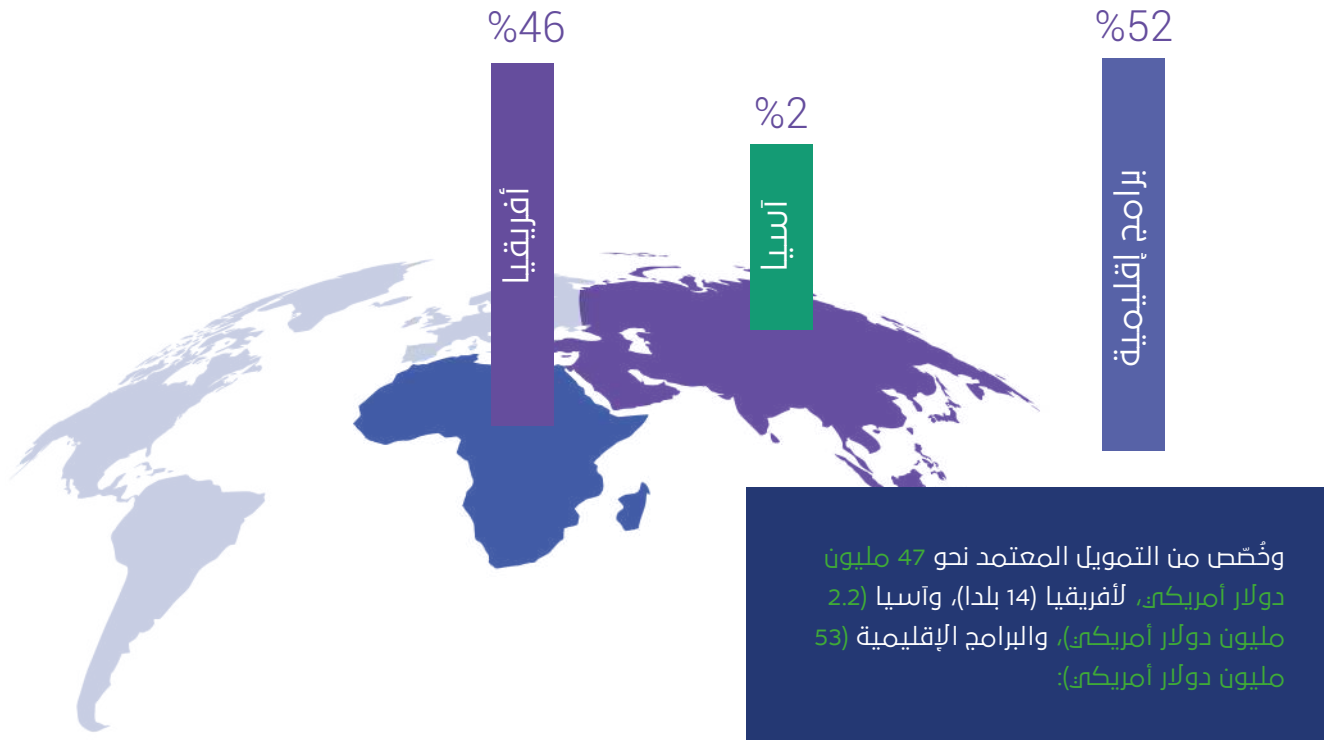 %52
برامج إقليمية
%2
آسيا
%46
أفريقيا
وخُصّص من التمويل المعتمد نحو 47 مليون
دولار أمريكي، لأفريقيا (14 بلدا)، وآسيا (2.2
مليون دولار أمريكي)، والبرامج الإقليمية (53
مليون دولار أمريكي):